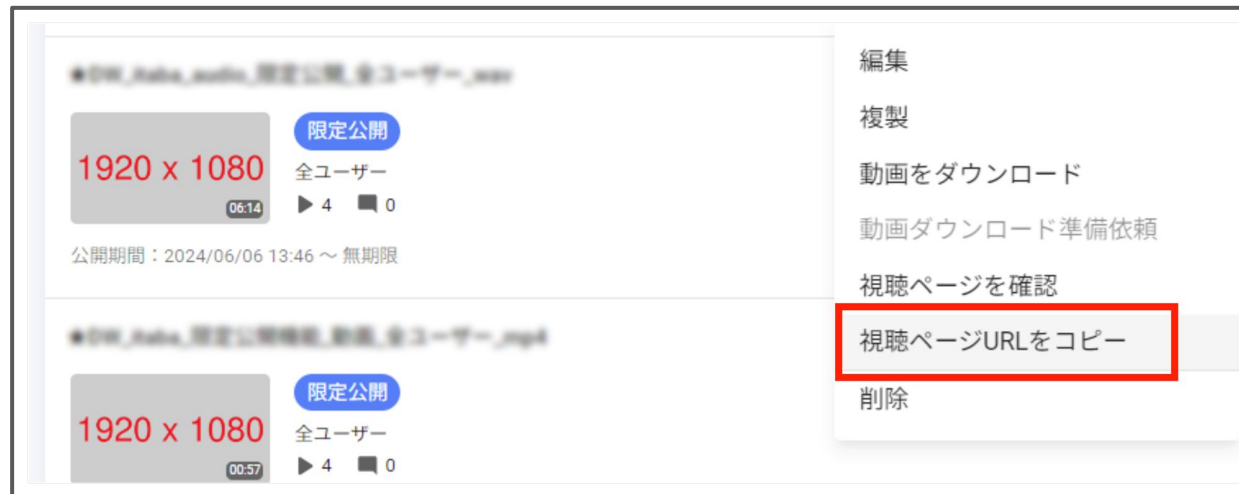 限定公開
1920 x 1080
全ユーザー
06:14
4 0
公開期間：2024/06/06 13:46 ～ 無期限
限定公開
1920 x 1080
全ユーザー
00:57
4 0
編集
複製
動画をダウンロード
動画ダウンロード準備依頼
視聴ページを確認
視聴ページURLをコピー
削除